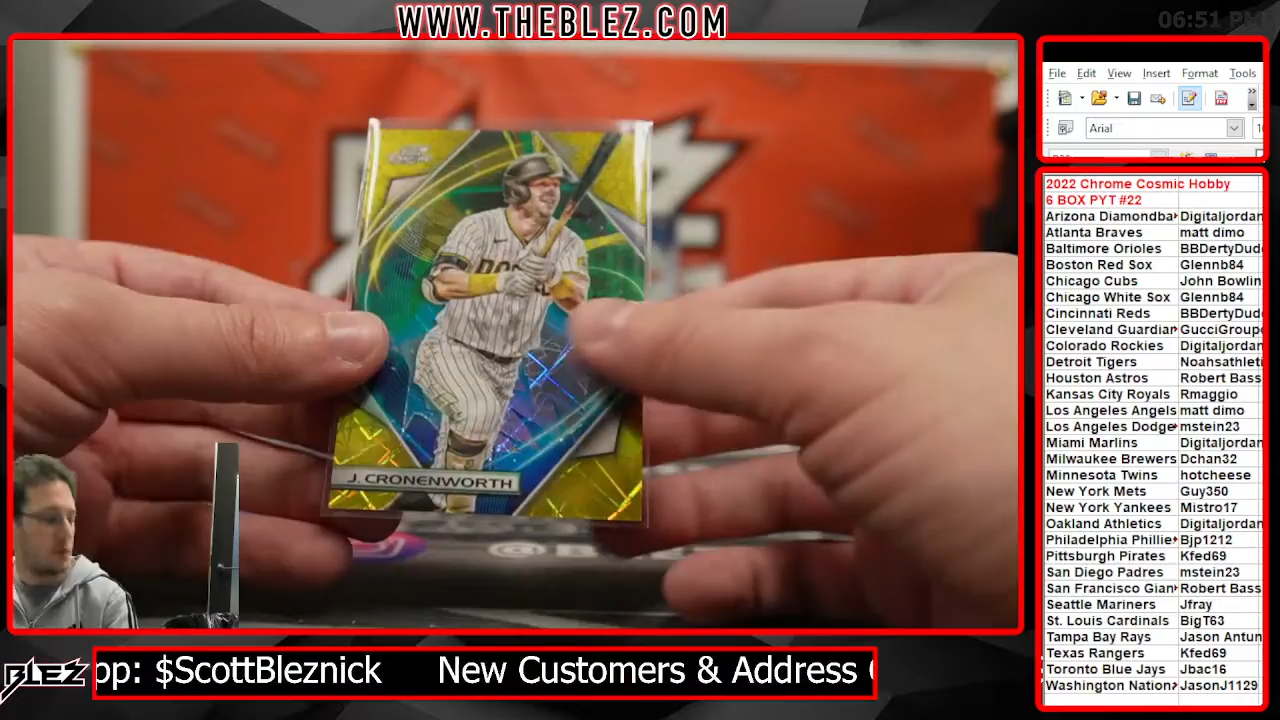 WWW.THEBLEZ.COM
06:51 PM
File Edit View Insert Format Tools
Arial
2022 Chrome Cosmic Hobby
6 BOX PYT #22
Arizona Diamondba Digitaljordan
Atlanta Braves matt dimo
Baltimore Orioles BBDertyDud
Boston Red Sox Glennb84
Chicago Cubs John Bowlin
Chicago White Sox Glennb84
Cincinnati Reds BBDertyDud
Cleveland Guardian GucciGroup
Colorado Rockies Digitaljordan
Detroit Tigers Noahsathleti
Houston Astros Robert Bass
Kansas City Royals Rmaggio
Los Angeles Angels matt dimo
Los Angeles Dodge mstein23
Miami Marlins Digitaljordan
Milwaukee Brewers Dchan32
Minnesota Twins hotcheese
New York Mets Guy350
New York Yankees Mistro17
Oakland Athletics Digitaljordan
Philadelphia Phillie Bjp1212
Pittsburgh Pirates Kfed69
San Diego Padres mstein23
San Francisco Gian Robert Bass
Seattle Mariners Jfray
St. Louis Cardinals BigT63
Tampa Bay Rays Jason Antun
Texas Rangers Kfed69
Toronto Blue Jays Jbac16
Washington Nation JasonJ1129
J. CRONENWORTH
BLEZ
pp: $ScottBleznick New Customers & Address